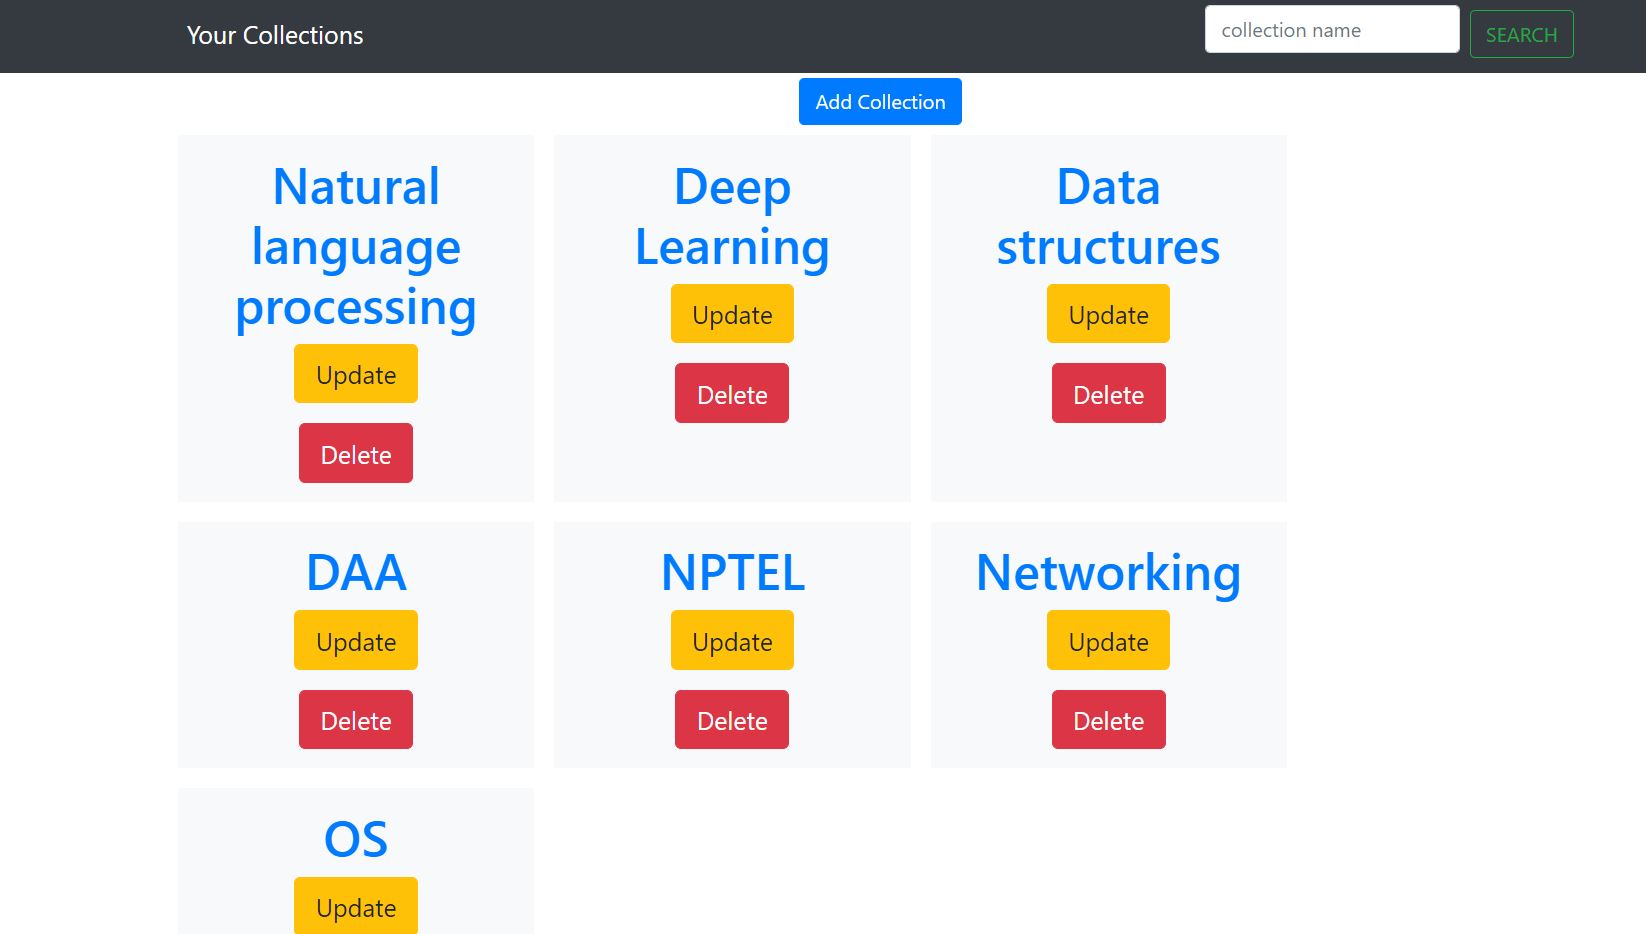 Your Collections
collection name
SEARCH
Add Collection
Natural
language
processing
Update
Delete
Deep
Learning
Update
Delete
Data
structures
Update
Delete
DAA
Update
Delete
NPTEL
Update
Delete
Networking
Update
Delete
OS
Update